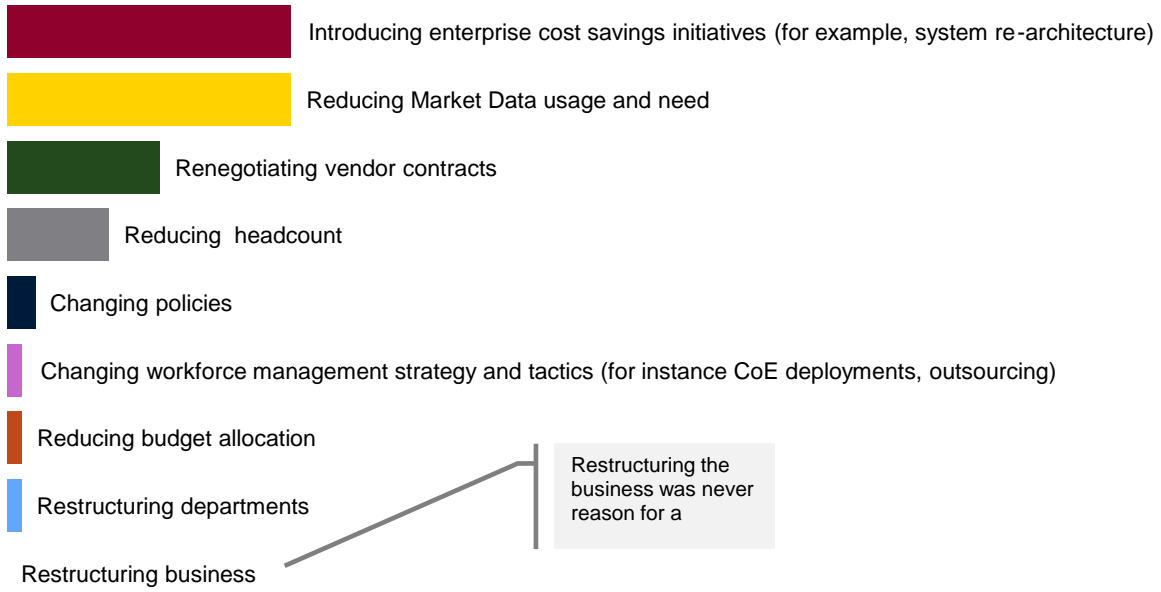 Introducing enterprise cost savings initiatives (for example, system re-architecture)
Reducing Market Data usage and need
Renegotiating vendor contracts
Reducing headcount
Changing policies
Changing workforce management strategy and tactics (for instance CoE deployments, outsourcing)
Reducing budget allocation
Restructuring the
business was never
reason for a
Restructuring departments
Restructuring business